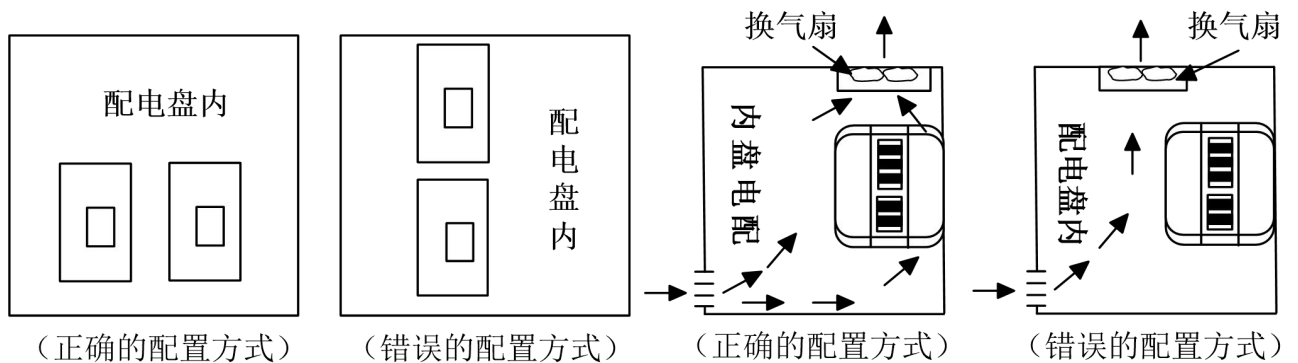 配电盘内
配电盘内
换气扇
内盘电配
换气扇
配电盘内
（正确的配置方式）
（错误的配置方式）
（正确的配置方式）
（错误的配置方式）